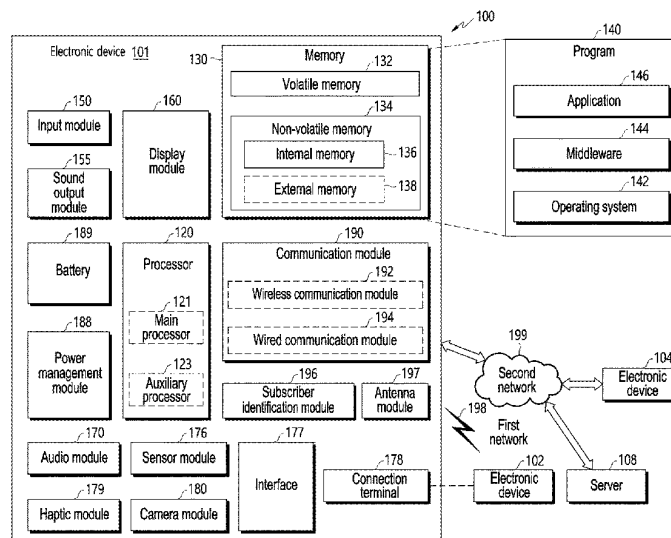 100
Electronic device 101
130
Memory
132
Volatile memory
134
Non-volatile memory
Internal memory
136
External memory
138
140
Program
146
Application
144
Middleware
142
Operating system
150
Input module
160
Display
module
155
Sound
output
module
189
Battery
120
Processor
121
Main
processor
123
Auxiliary
processor
190
Communication module
192
Wireless communication module
194
Wired communication module
188
Power
management
module
196
Subscriber
identification module
197
Antenna
module
199
Second
network
104
Electronic
device
198
First
network
170
Audio module
176
Sensor module
177
Interface
178
Connection
terminal
102
Electronic
device
108
Server
179
Haptic module
180
Camera module